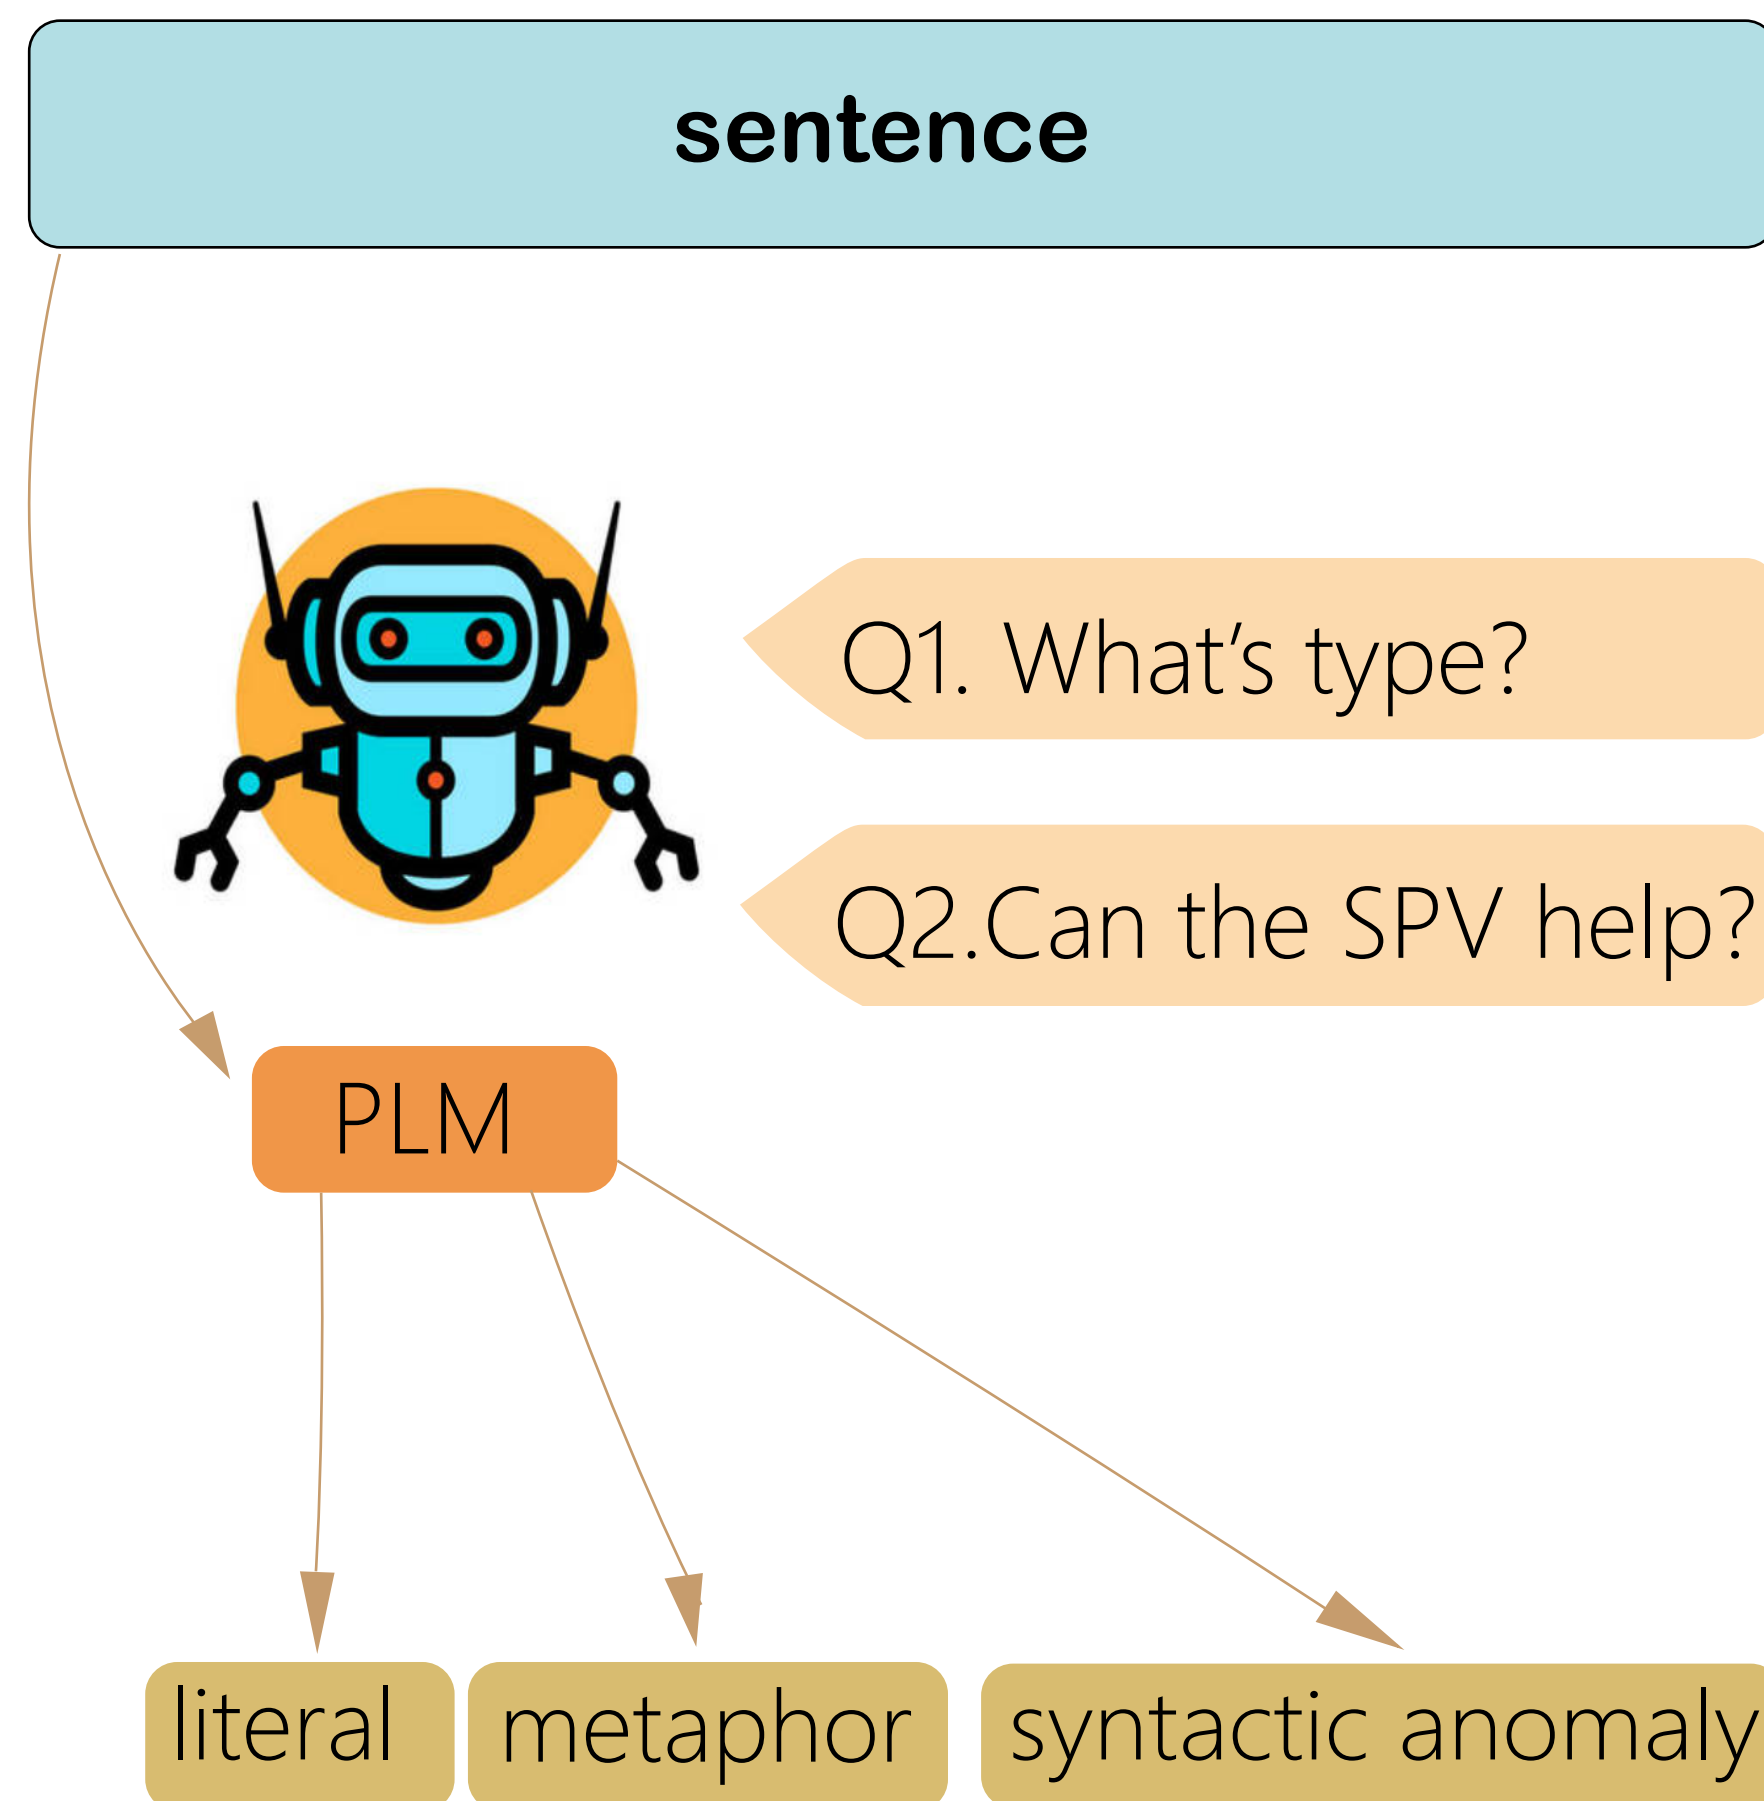 sentence
Q1. What's type?
Q2.Can the SPV help?
PLM
literal
metaphor
syntactic anomaly